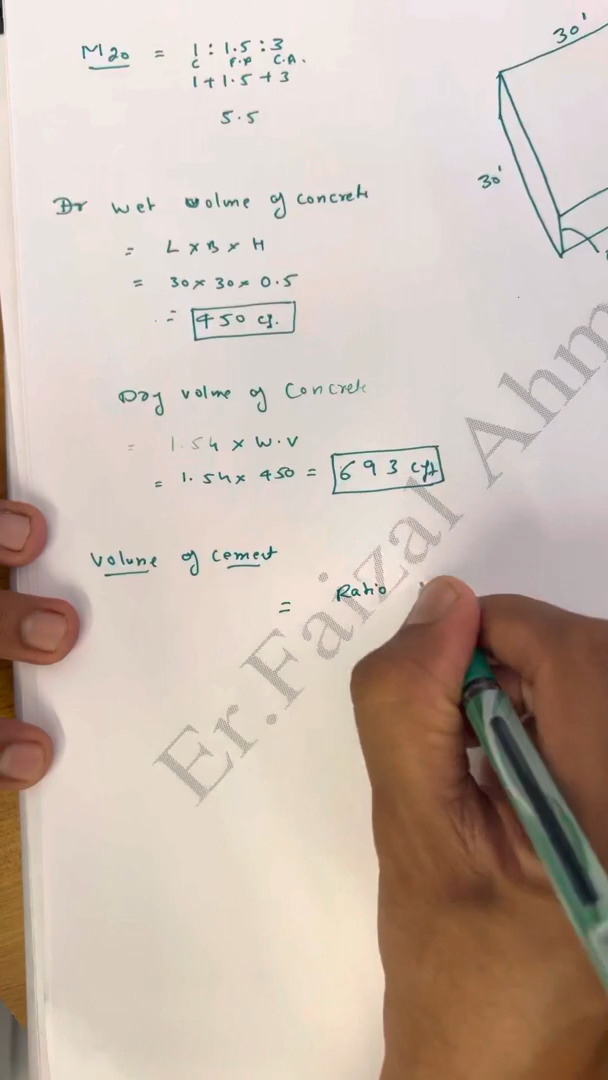 M20 = 1 : 1.5 : 3
C F.A C.A.
1 + 1.5 + 3
5.5
30'
30'
wet volme of concrete
= L x B x H
= 30 x 30 x 0.5
= 450 cf.
Dry volme of Concrete
= 1.54 x W.V
= 1.54 x 450 = 693 cft
volume of cement
= Ratio
Er.Faizal Ahm